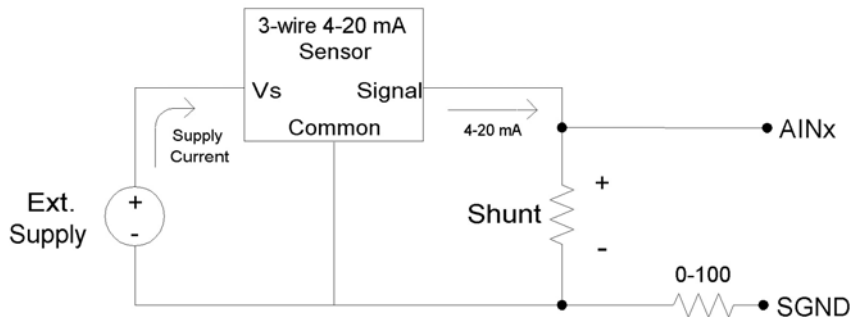 3-wire 4-20 mA
Sensor
Vs
Signal
Common
Supply
Current
4-20 mA
AINx
Ext.
Supply
+
-
Shunt
+
-
0-100
SGND